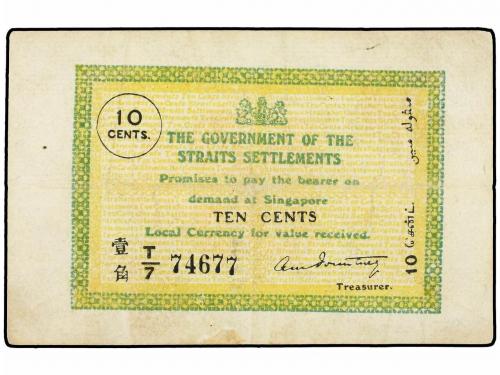 10
CENTS.
THE GOVERNMENT OF THE
STRAITS SETTLEMENTS
Promises to pay the bearer on
demand at Singapore
TEN CENTS
Local Currency for value received.
壹角
T/7 74677
Treasurer.
10